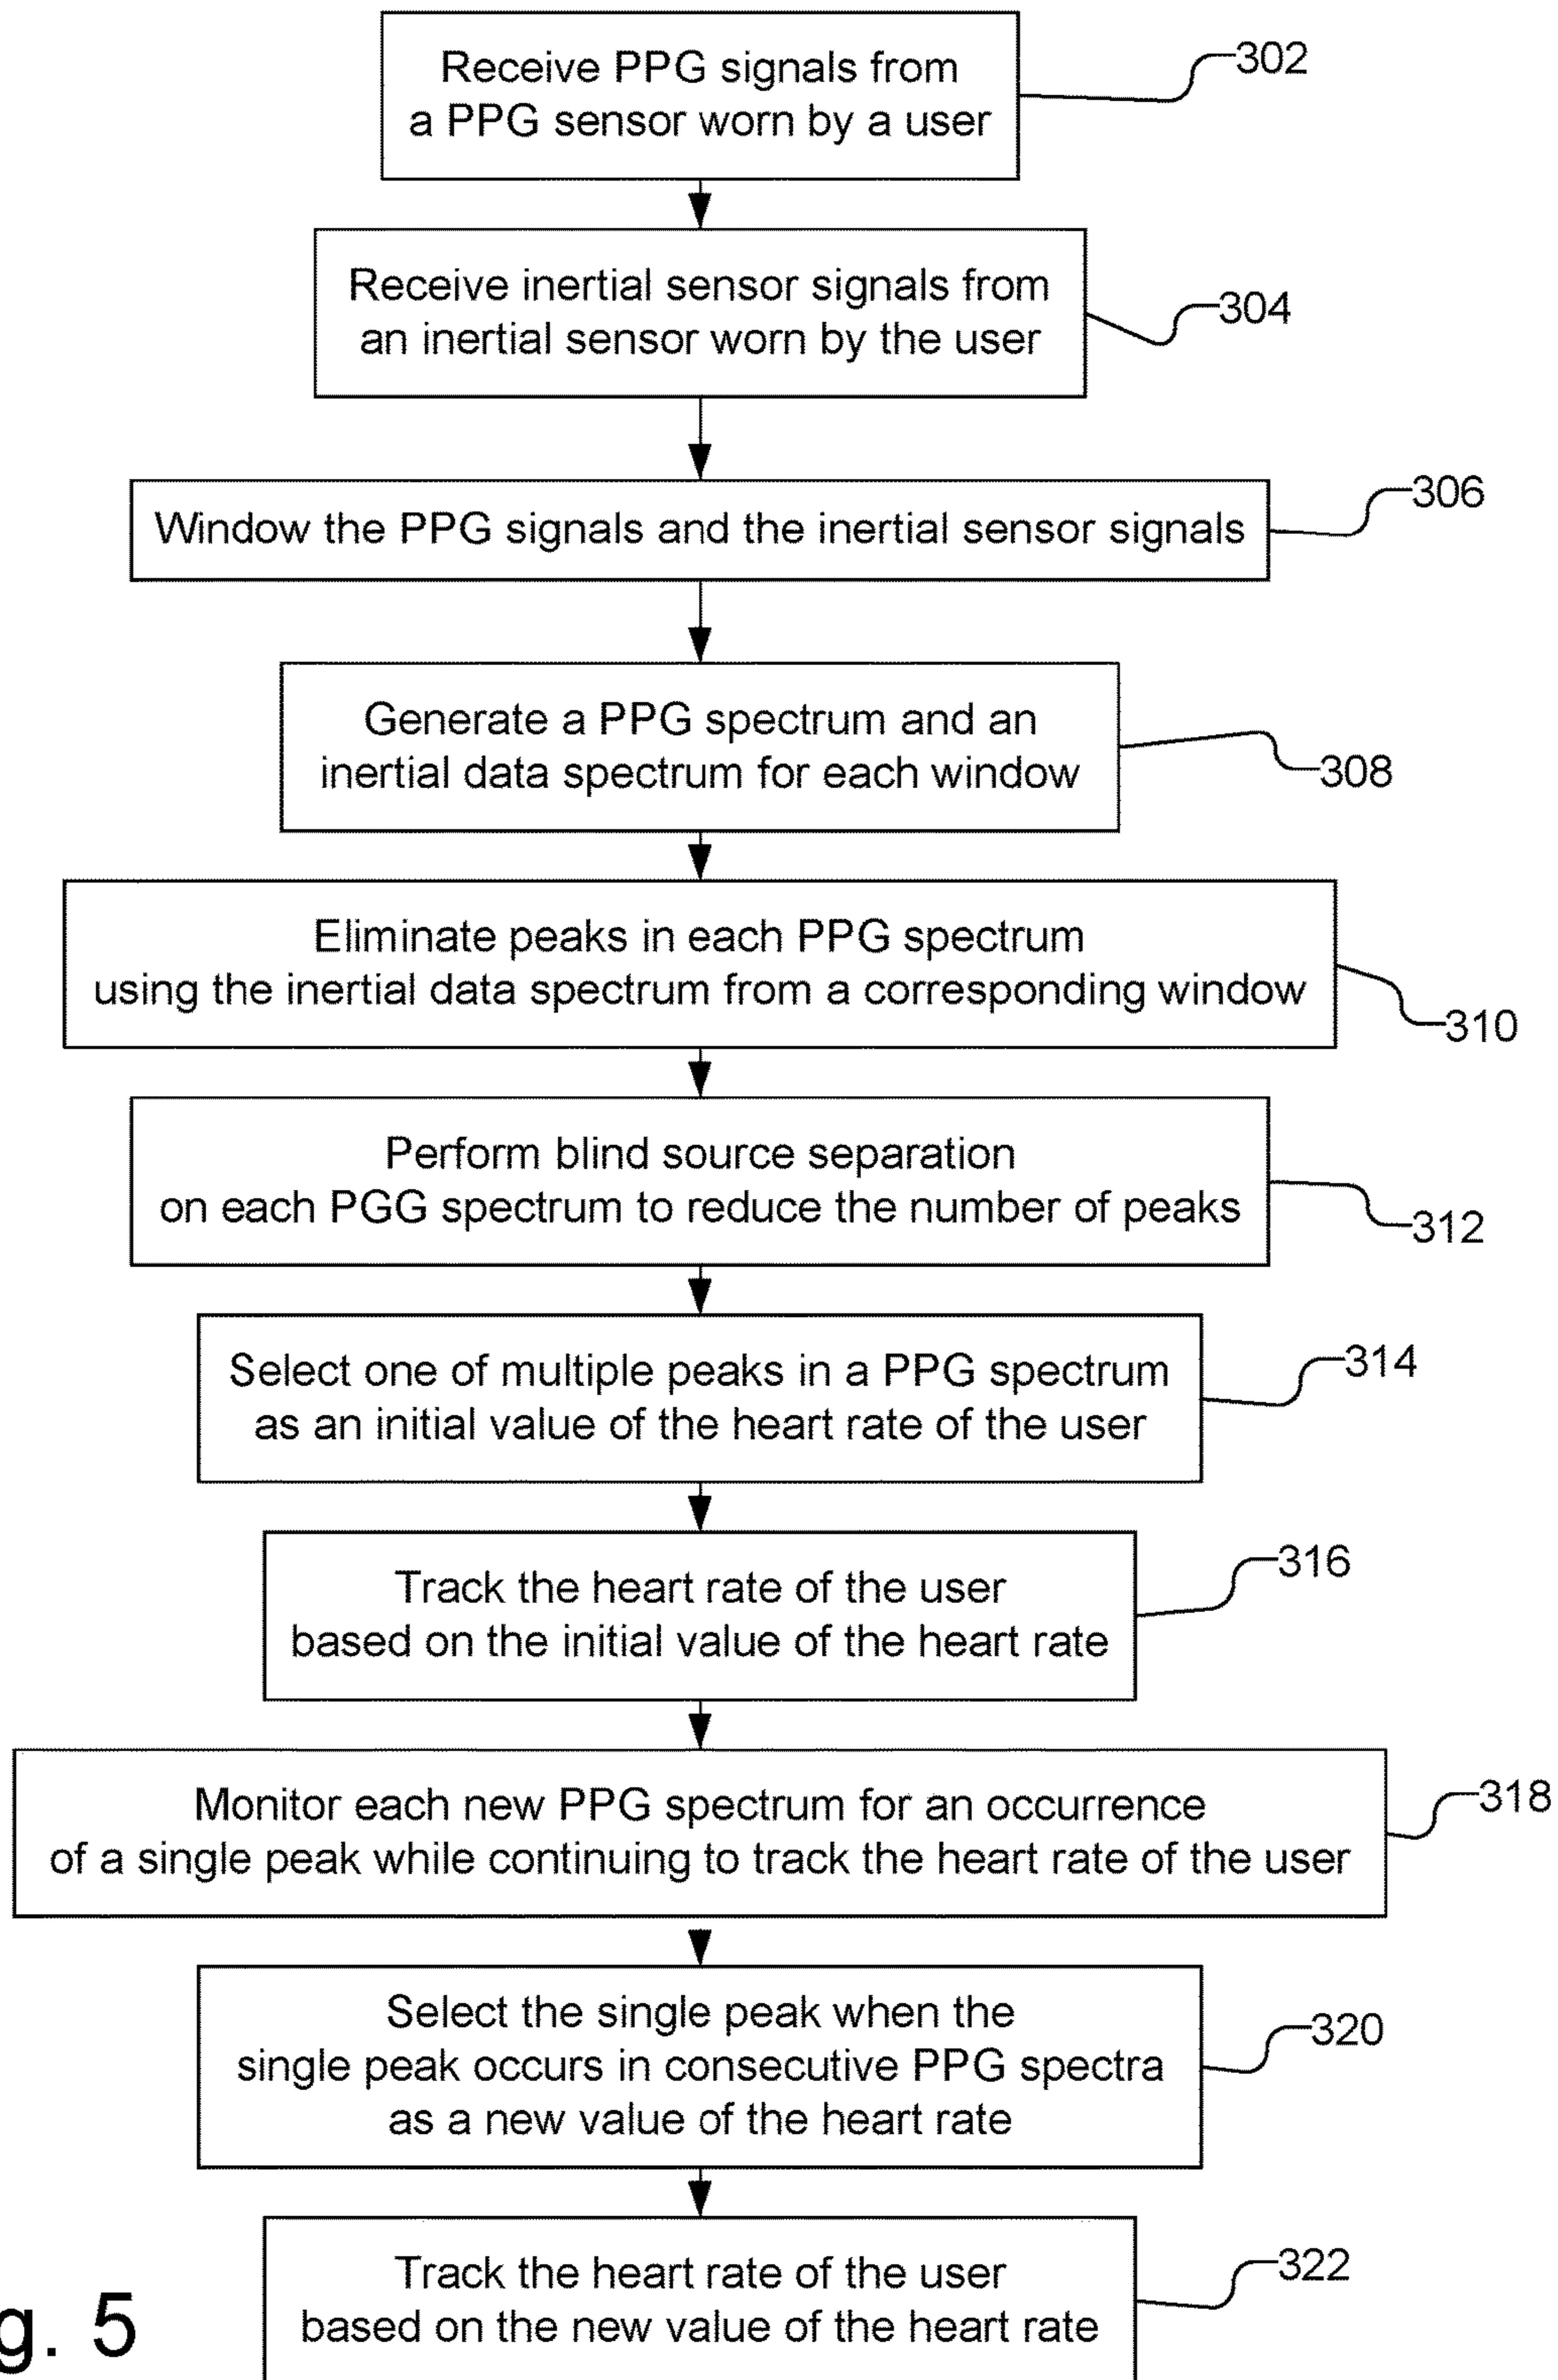 Receive PPG signals from
a PPG sensor worn by a user
302
Receive inertial sensor signals from
an inertial sensor worn by the user
304
Window the PPG signals and the inertial sensor signals
306
Generate a PPG spectrum and an
inertial data spectrum for each window
308
Eliminate peaks in each PPG spectrum
using the inertial data spectrum from a corresponding window
310
Perform blind source separation
on each PGG spectrum to reduce the number of peaks
312
Select one of multiple peaks in a PPG spectrum
as an initial value of the heart rate of the user
314
Track the heart rate of the user
based on the initial value of the heart rate
316
Monitor each new PPG spectrum for an occurrence
of a single peak while continuing to track the heart rate of the user
318
Select the single peak when the
single peak occurs in consecutive PPG spectra
as a new value of the heart rate
320
Track the heart rate of the user
based on the new value of the heart rate
322
g. 5